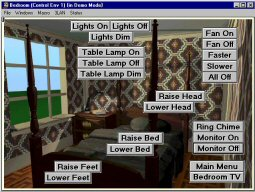 Bedroom (Control Env 1) [in Demo Mode]
File Windows Macro ILAN Status
Lights On Lights Off
Lights Dim
Fan On
Fan Off
Faster
Slower
All Off
Table Lamp On
Table Lamp Off
Table Lamp Dim
Raise Head
Lower Head
Raise Bed
Lower Bed
Ring Chime
Monitor On
Monitor Off
Raise Feet
Lower Feet
Main Menu
Bedroom TV